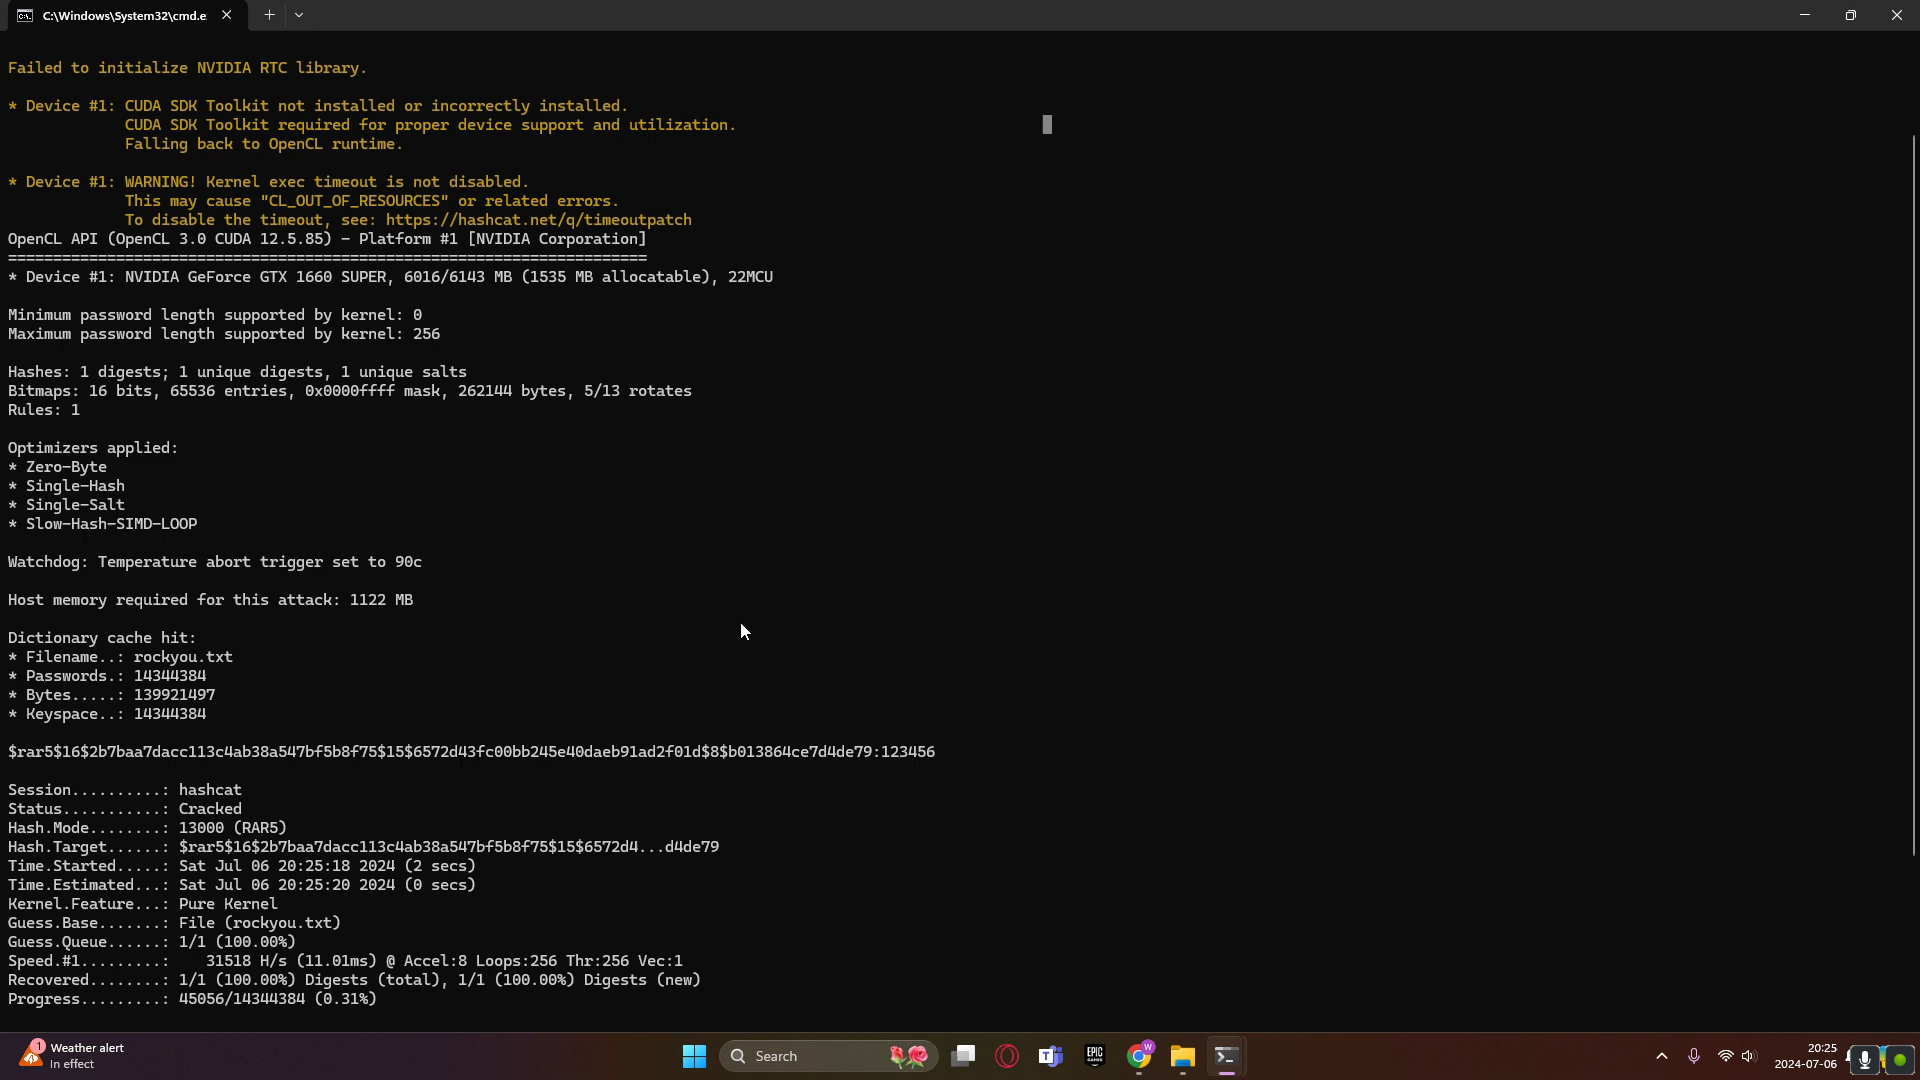 C:\Windows\System32\cmd.e
Failed to initialize NVIDIA RTC library.
* Device #1: CUDA SDK Toolkit not installed or incorrectly installed.
CUDA SDK Toolkit required for proper device support and utilization.
Falling back to OpenCL runtime.
* Device #1: WARNING! Kernel exec timeout is not disabled.
This may cause "CL_OUT_OF_RESOURCES" or related errors.
To disable the timeout, see: https://hashcat.net/q/timeoutpatch
OpenCL API (OpenCL 3.0 CUDA 12.5.85) - Platform #1 [NVIDIA Corporation]
=======================================================================
* Device #1: NVIDIA GeForce GTX 1660 SUPER, 6016/6143 MB (1535 MB allocatable), 22MCU
Minimum password length supported by kernel: 0
Maximum password length supported by kernel: 256
Hashes: 1 digests; 1 unique digests, 1 unique salts
Bitmaps: 16 bits, 65536 entries, 0x0000ffff mask, 262144 bytes, 5/13 rotates
Rules: 1
Optimizers applied:
* Zero-Byte
* Single-Hash
* Single-Salt
* Slow-Hash-SIMD-LOOP
Watchdog: Temperature abort trigger set to 90c
Host memory required for this attack: 1122 MB
Dictionary cache hit:
* Filename..: rockyou.txt
* Passwords.: 14344384
* Bytes.....: 139921497
* Keyspace..: 14344384
$rar5$16$2b7baa7dacc113c4ab38a547bf5b8f75$15$6572d43fc00bb245e40daeb91ad2f01d$8$b013864ce7d4de79:123456
Session..........: hashcat
Status...........: Cracked
Hash.Mode........: 13000 (RAR5)
Hash.Target......: $rar5$16$2b7baa7dacc113c4ab38a547bf5b8f75$15$6572d4...d4de79
Time.Started.....: Sat Jul 06 20:25:18 2024 (2 secs)
Time.Estimated...: Sat Jul 06 20:25:20 2024 (0 secs)
Kernel.Feature...: Pure Kernel
Guess.Base.......: File (rockyou.txt)
Guess.Queue......: 1/1 (100.00%)
Speed.#1.........:    31518 H/s (11.01ms) @ Accel:8 Loops:256 Thr:256 Vec:1
Recovered........: 1/1 (100.00%) Digests (total), 1/1 (100.00%) Digests (new)
Progress.........: 45056/14344384 (0.31%)
1
Weather alert
In effect
Search
EPIC GAMES
W
20:25
2024-07-06